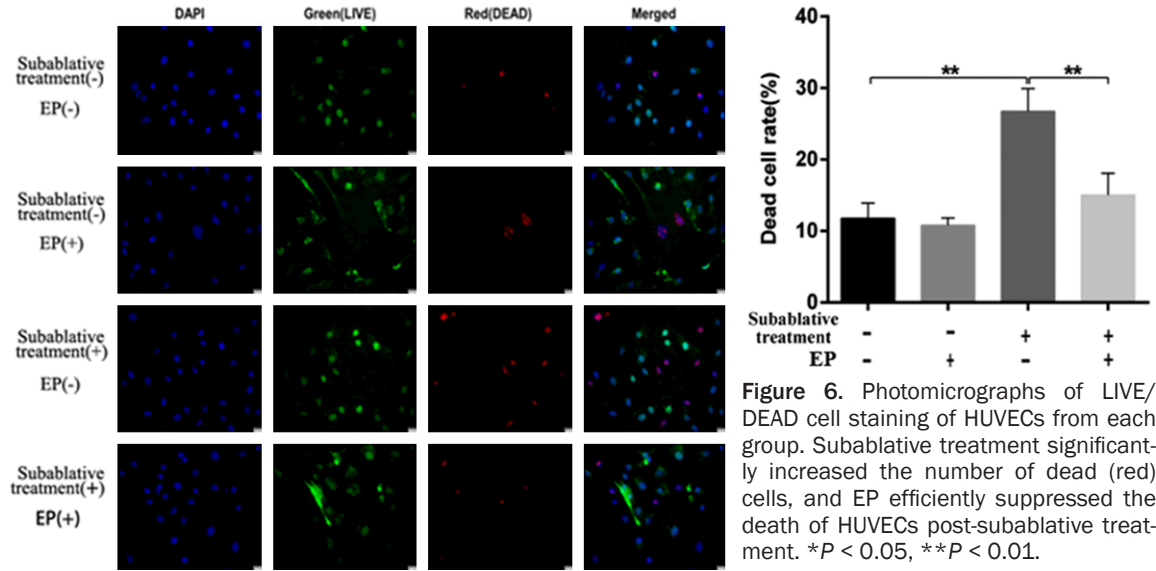 DAPI Green(LIVE) Red(DEAD) Merged
Subablative
treatment(-)
EP(-)
Subablative
treatment(-)
EP(+)
Subablative
treatment(+)
EP(-)
Subablative
treatment(+)
EP(+)
Dead cell rate(%)
40
30
20
10
0
** **
Subablative
treatment - - + +
EP - + - +
Figure 6. Photomicrographs of LIVE/
DEAD cell staining of HUVECs from each
group. Subablative treatment significant-
ly increased the number of dead (red)
cells, and EP efficiently suppressed the
death of HUVECs post-subablative treat-
ment. *P < 0.05, **P < 0.01.